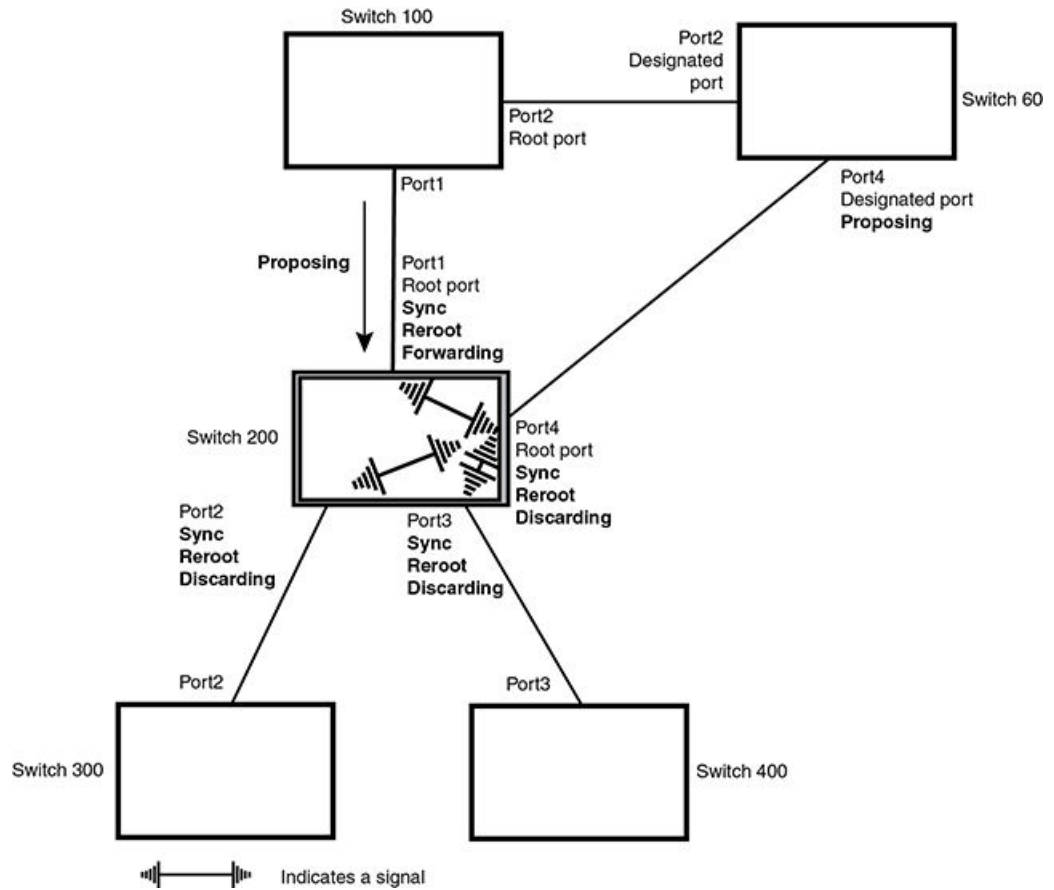 Switch 100
Port2
Designated
port
Switch 60
Port2
Root port
Port1
Port4
Designated port
Proposing
Proposing
Port1
Root port
Sync
Reroot
Forwarding
Switch 200
Port4
Root port
Sync
Reroot
Discarding
Port2
Sync
Reroot
Discarding
Port3
Sync
Reroot
Discarding
Port2
Port3
Switch 300
Switch 400
Indicates a signal